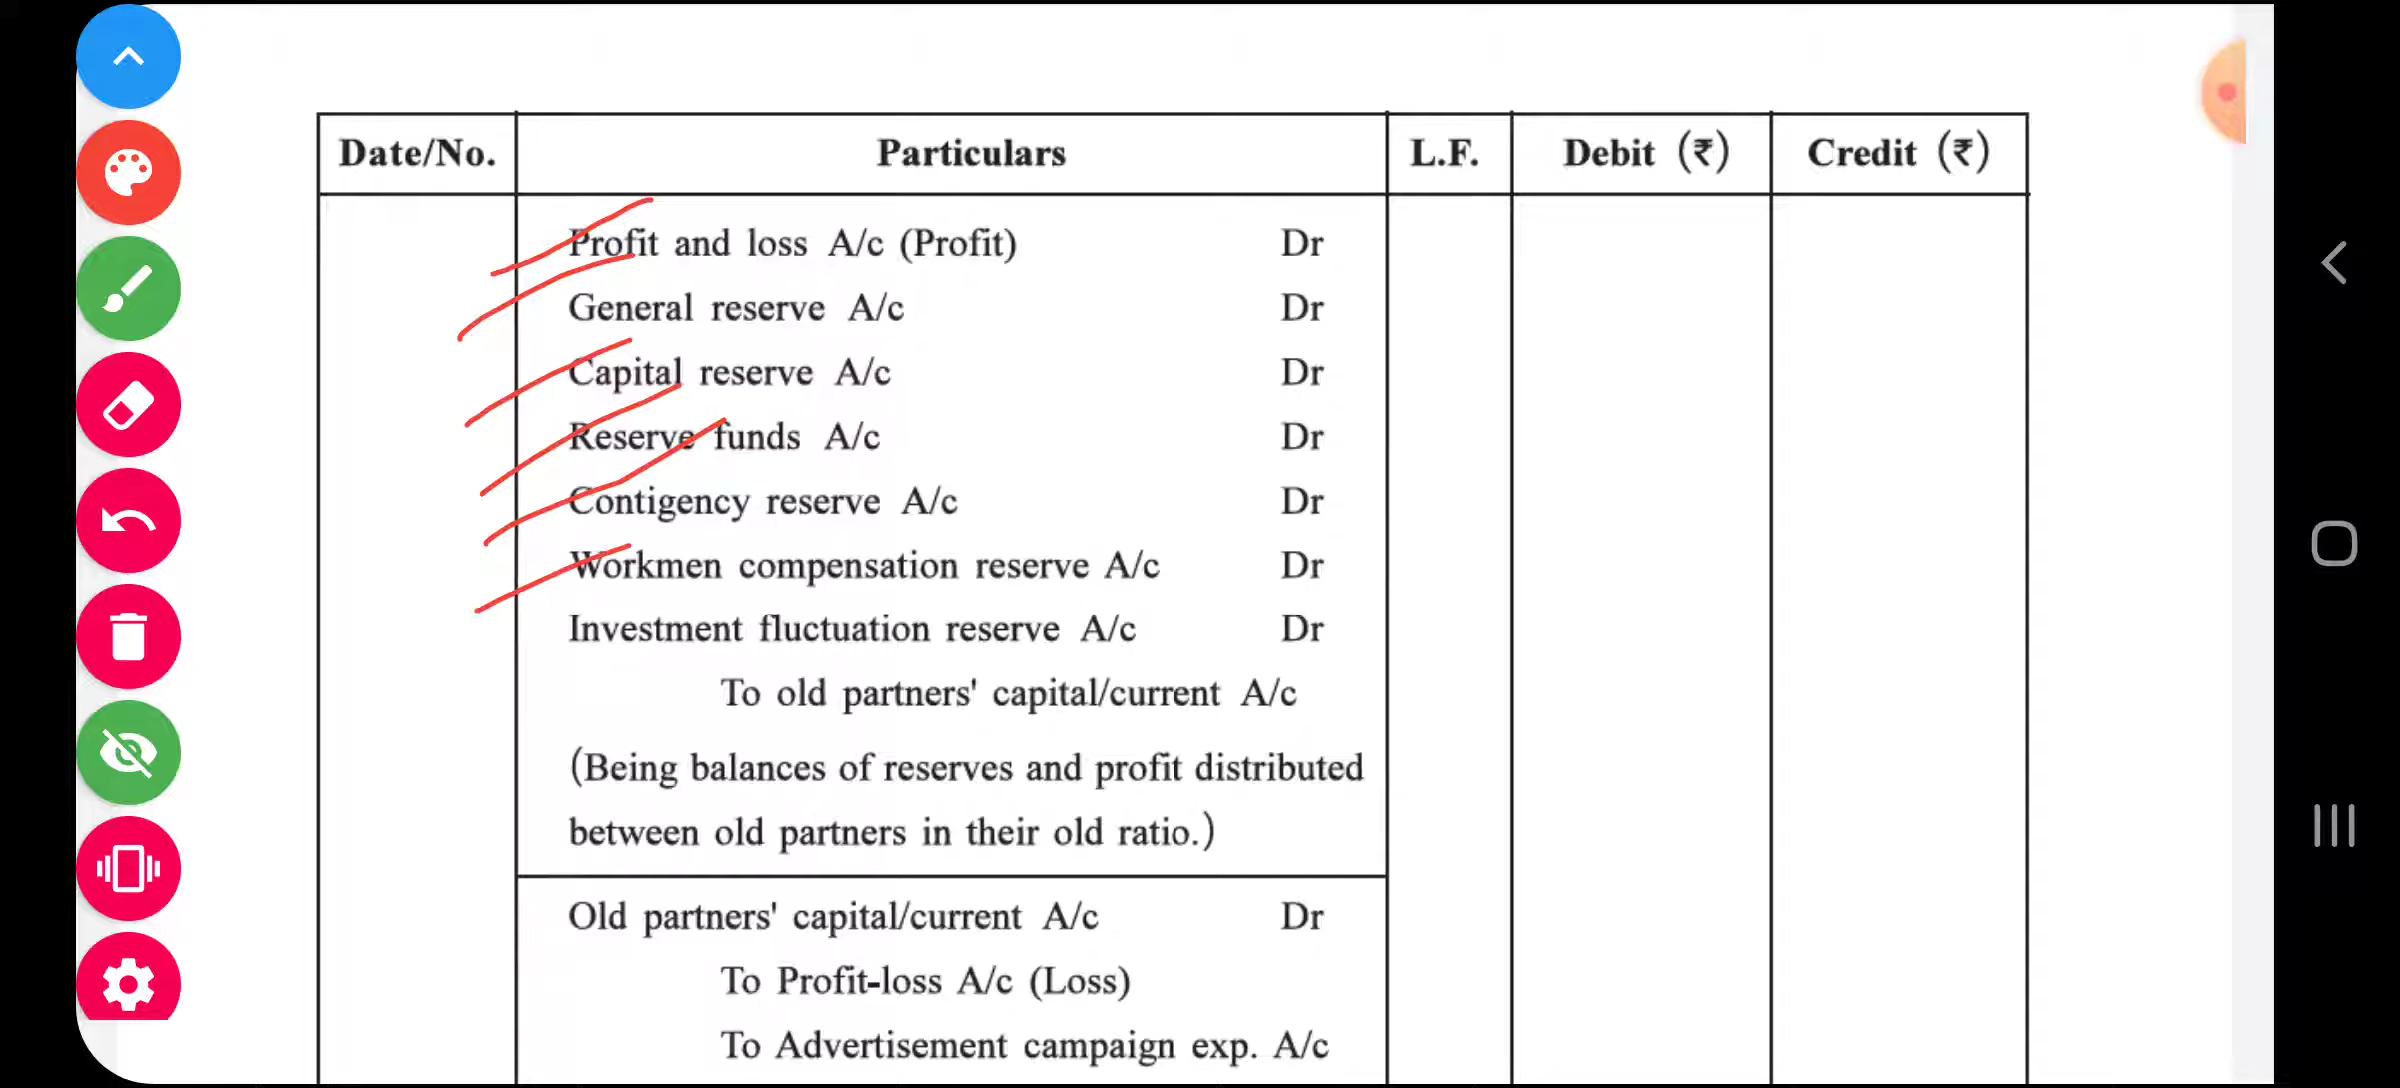 Date/No. Particulars L.F. Debit (₹) Credit (₹)
Profit and loss A/c (Profit) Dr
General reserve A/c Dr
Capital reserve A/c Dr
Reserve funds A/c Dr
Contigency reserve A/c Dr
Workmen compensation reserve A/c Dr
Investment fluctuation reserve A/c Dr
To old partners' capital/current A/c
(Being balances of reserves and profit distributed
between old partners in their old ratio.)
Old partners' capital/current A/c Dr
To Profit-loss A/c (Loss)
To Advertisement campaign exp. A/c